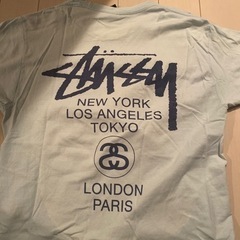 Stüssy
NEW YORK
LOS ANGELES
TOKYO
LONDON
PARIS